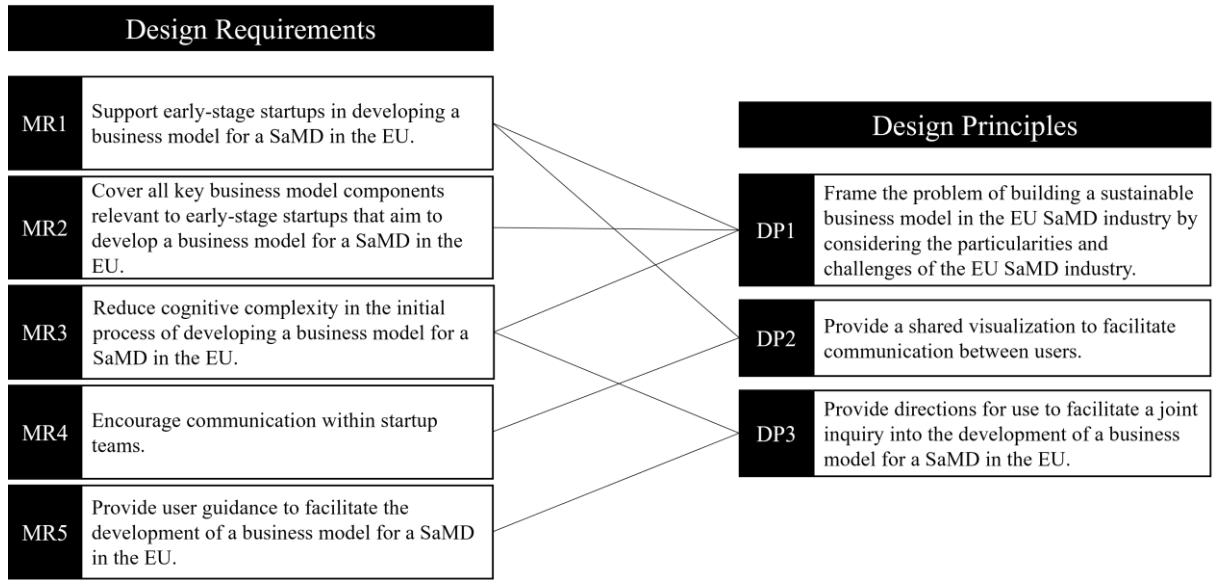 Design Requirements
MR1
Support early-stage startups in developing a
business model for a SaMD in the EU.
MR2
Cover all key business model components
relevant to early-stage startups that aim to
develop a business model for a SaMD in the
EU.
MR3
Reduce cognitive complexity in the initial
process of developing a business model for a
SaMD in the EU.
MR4
Encourage communication within startup
teams.
MR5
Provide user guidance to facilitate the
development of a business model for a SaMD
in the EU.
Design Principles
DP1
Frame the problem of building a sustainable
business model in the EU SaMD industry by
considering the particularities and
challenges of the EU SaMD industry.
DP2
Provide a shared visualization to facilitate
communication between users.
DP3
Provide directions for use to facilitate a joint
inquiry into the development of a business
model for a SaMD in the EU.